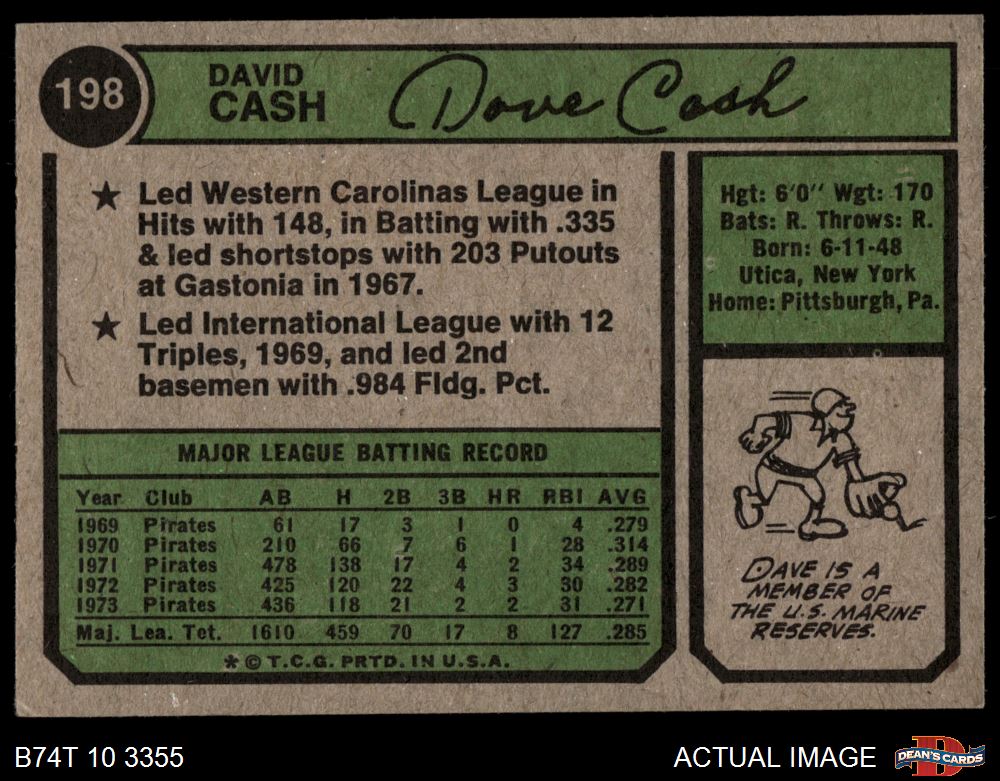 198
DAVID
CASH
Dave Cash
★ Led Western Carolinas League in
Hits with 148, in Batting with .335
& led shortstops with 203 Putouts
at Gastonia in 1967.
★ Led International League with 12
Triples, 1969, and led 2nd
basemen with .984 Fldg. Pct.
Hgt: 6'0" Wgt: 170
Bats: R. Throws: R.
Born: 6-11-48
Utica, New York
Home: Pittsburgh, Pa.
MAJOR LEAGUE BATTING RECORD
Year Club AB H 2B 3B HR RBI AVG
1969 Pirates 61 17 3 1 0 4 .279
1970 Pirates 210 66 7 6 1 28 .314
1971 Pirates 478 138 17 4 2 34 .289
1972 Pirates 425 120 22 4 3 30 .282
1973 Pirates 436 118 21 2 2 31 .271
Maj. Lea. Tot. 1610 459 70 17 8 127 .285
* © T.C.G. PRTD. IN U.S.A.
DAVE IS A
MEMBER OF
THE U.S. MARINE
RESERVES.
B74T 10 3355
ACTUAL IMAGE
D
DEAN'S CARDS